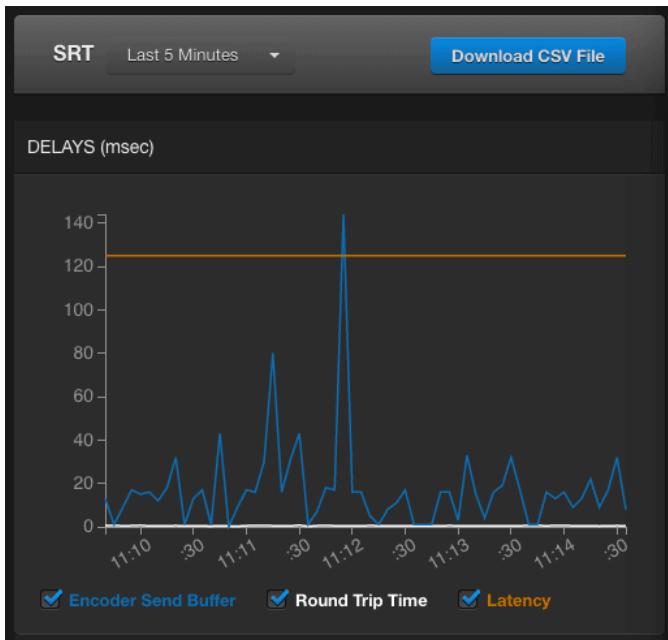 SRT Last 5 Minutes Download CSV File
DELAYS (msec)
140
120
100
80
60
40
20
0
11:10 :30 11:11 :30 11:12 :30 11:13 :30 11:14 :30
Encoder Send Buffer Round Trip Time Latency